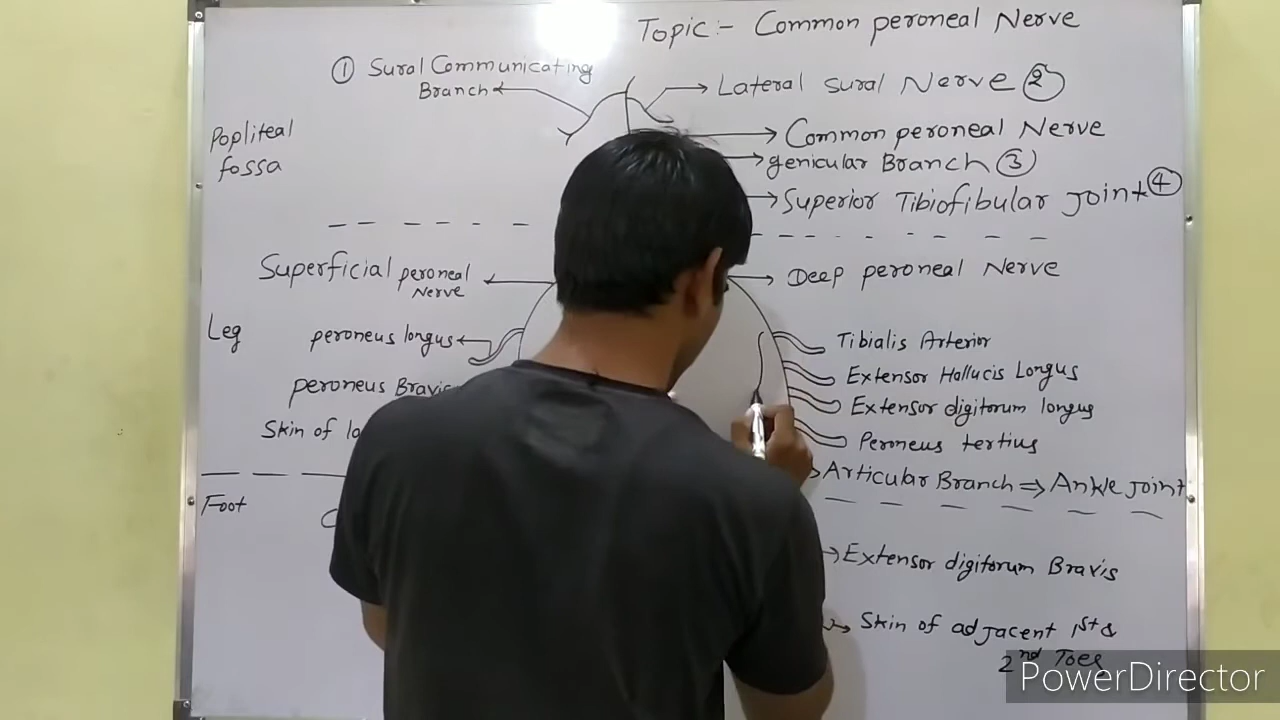 Topic:- Common peroneal Nerve
① Sural Communicating
Branch
Lateral sural Nerve ②
Popliteal
fossa
Common peroneal Nerve
genicular Branch ③
Superior Tibiofibular joint ④
Superficial peroneal
Nerve
Deep peroneal Nerve
Leg
peroneus longus
Tibialis Arterior
Extensor Hallucis Longus
peroneus Bravis
Extensor digitorum longus
Skin of
Peroneus tertius
Articular Branch ⇒ Ankle joint
Foot
Extensor digitorum Bravis
Skin of adjacent 1st &
2nd Toes
PowerDirector